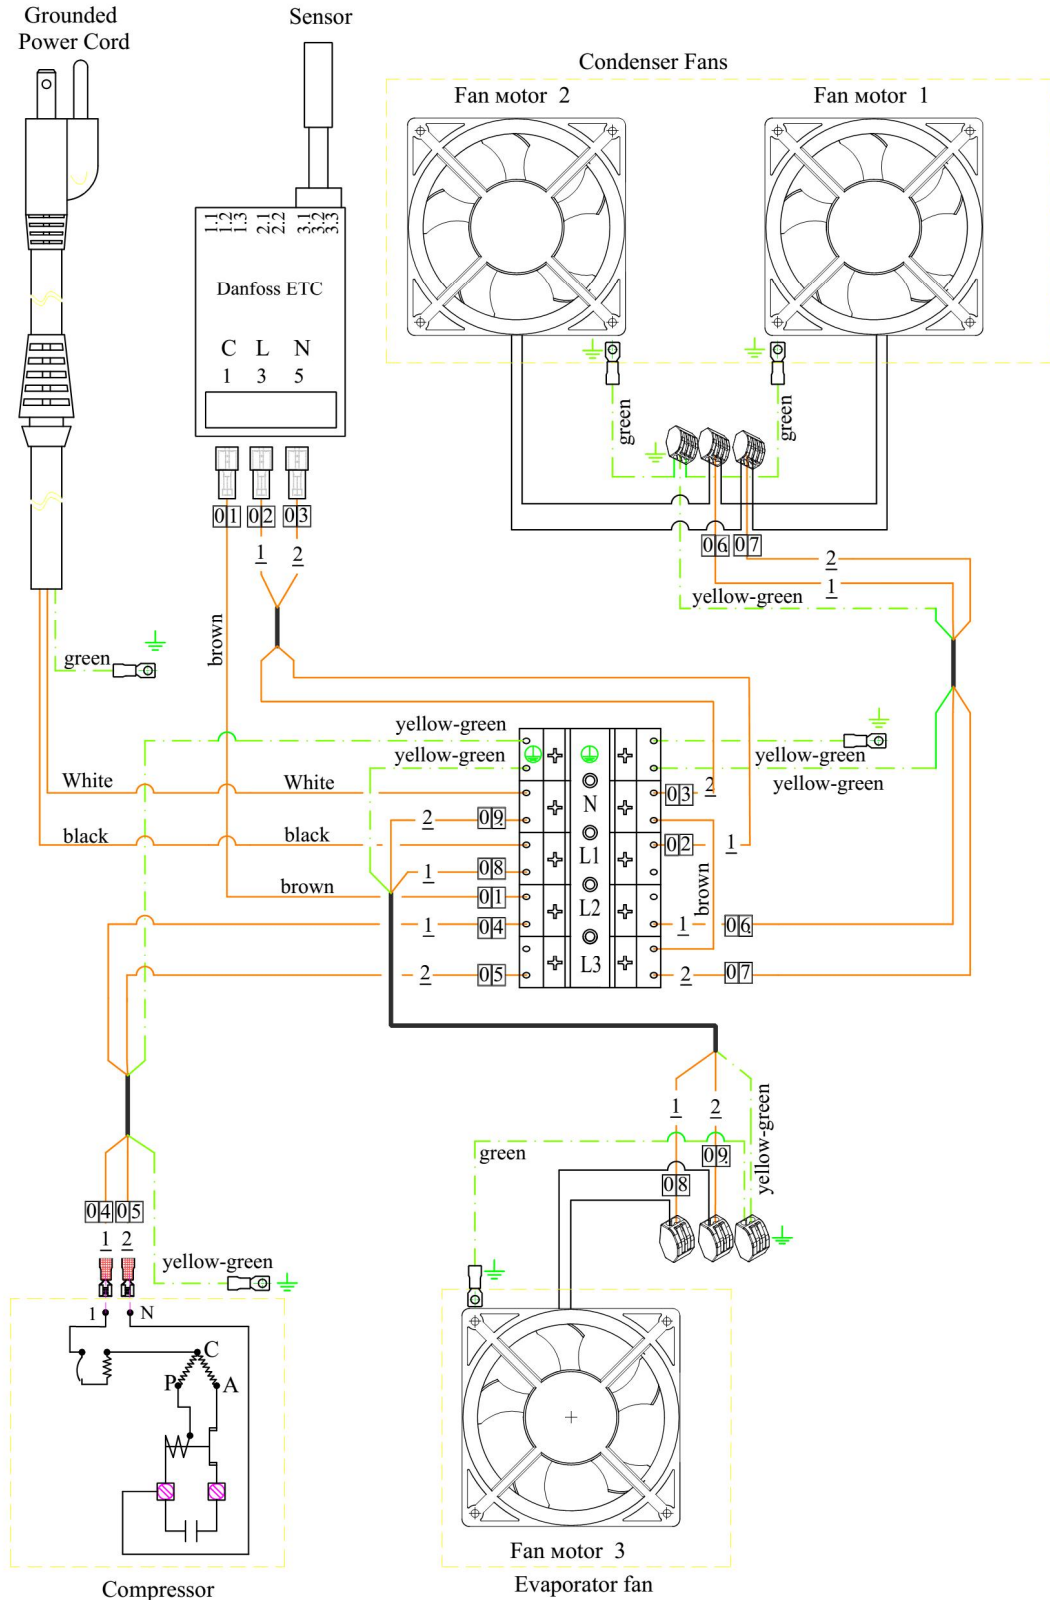 Grounded
Power Cord
Sensor
Condenser Fans
Fan мotor 2
Fan мotor 1
1.1
1.2
1.3
2.1
2.2
3.1
3.2
3.3
Danfoss ETC
C L N
1 3 5
green
green
01 02 03
1 2
06. 07
2
1
yellow-green
brown
green
yellow-green
yellow-green
yellow-green
yellow-green
White White
N
03 2
2 09.
black black
L1
02 1
1 08
brown 01
L2
brown
1 04
1 06.
L3
2 05
2 07
1 2
yellow-green
green
09.
08
04 05
1 2
yellow-green
1 N
C
P A
Fan мotor 3
Compressor
Evaporator fan